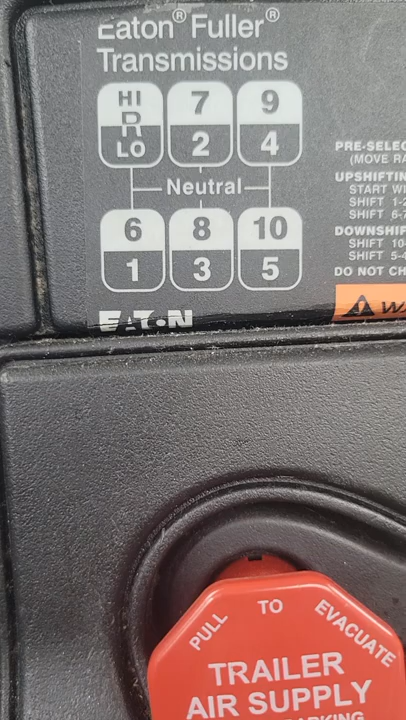 Eaton® Fuller®
Transmissions
HI 7 9
R
LO 2 4
Neutral
6 8 10
1 3 5
EATON
PRE-SELEC
(MOVE RA
UPSHIFTIN
START WI
SHIFT 1-2
SHIFT 6-7
DOWNSHIF
SHIFT 10-
SHIFT 5-4
DO NOT CH
WA
PULL TO EVACUATE
TRAILER
AIR SUPPLY
ARKING